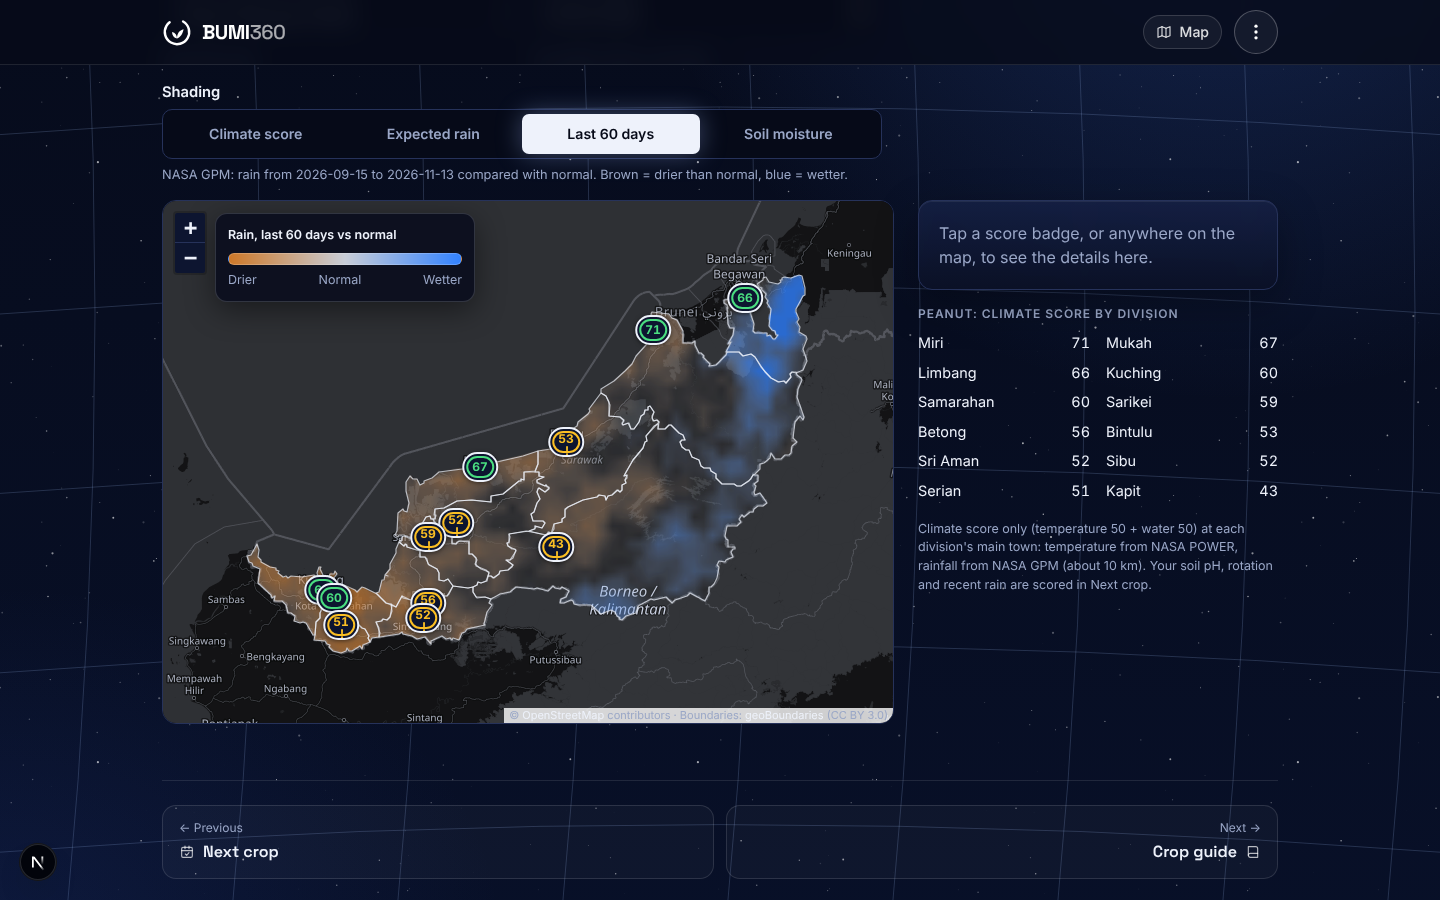 BUMI360
Map
Shading
Climate score
Expected rain
Last 60 days
Soil moisture
NASA GPM: rain from 2026-09-15 to 2026-11-13 compared with normal. Brown = drier than normal, blue = wetter.
+
−
Rain, last 60 days vs normal
Drier
Normal
Wetter
Bandar Seri
Begawan
Keningau
66
Brunei بروني
71
53
Sarawak
67
52
59
43
60
56
52
51
Borneo /
Kalimantan
Sambas
Singkawang
Bengkayang
Mempawah
Hilir
Ngabang
Putussibau
Sintang
© OpenStreetMap contributors · Boundaries: geoBoundaries (CC BY 3.0)
Tap a score badge, or anywhere on the
map, to see the details here.
PEANUT: CLIMATE SCORE BY DIVISION
Miri 71 Mukah 67
Limbang 66 Kuching 60
Samarahan 60 Sarikei 59
Betong 56 Bintulu 53
Sri Aman 52 Sibu 52
Serian 51 Kapit 43
Climate score only (temperature 50 + water 50) at each
division's main town: temperature from NASA POWER,
rainfall from NASA GPM (about 10 km). Your soil pH, rotation
and recent rain are scored in Next crop.
← Previous
Next crop
Next →
Crop guide
N